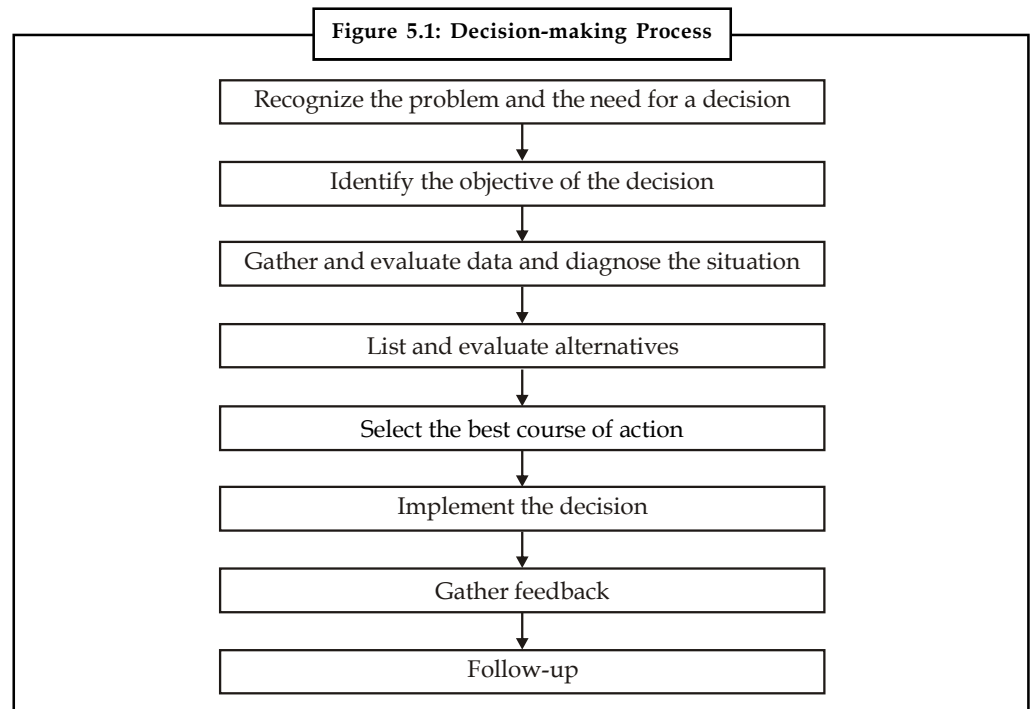 Figure 5.1: Decision-making Process
Recognize the problem and the need for a decision
Identify the objective of the decision
Gather and evaluate data and diagnose the situation
List and evaluate alternatives
Select the best course of action
Implement the decision
Gather feedback
Follow-up